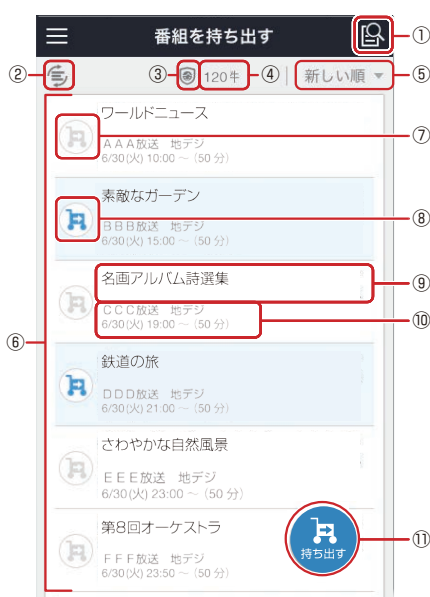 番組を持ち出す ①
② ③ 120件 ④ 新しい順 ▼ ⑤
ワールドニュース
AAA放送 地デジ ⑦
6/30(火) 10:00 ～ (50 分)
素敵なガーデン
BBB放送 地デジ ⑧
6/30(火) 15:00 ～ (50 分)
名画アルバム詩選集 ⑨
CCC放送 地デジ ⑩
6/30(火) 19:00 ～ (50 分)
⑥
鉄道の旅
DDD放送 地デジ
6/30(火) 21:00 ～ (50 分)
さわやかな自然風景
EEE放送 地デジ
6/30(火) 23:00 ～ (50 分)
第8回オーケストラ
FFF放送 地デジ
6/30(火) 23:50 ～ (50 分)
持ち出す ⑪